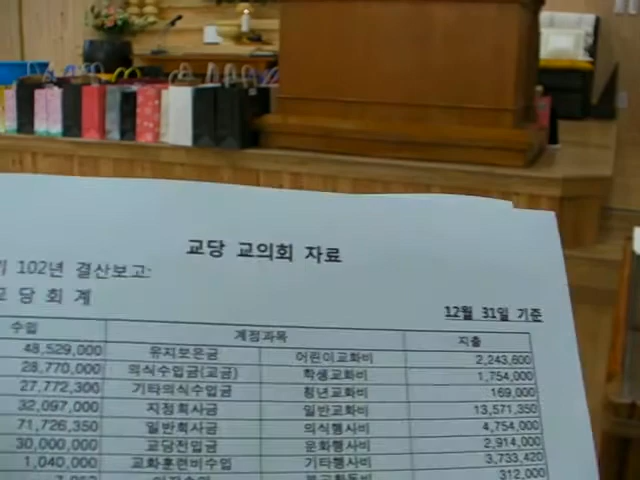 교당 교의회 자료
102년 결산보고
교 당 회 계
12월 31일 기준
수입 계정과목 지출
48,529,000 유지보은금 어린이교화비 2,243,600
28,770,000 의식수입금(교금) 학생교화비 1,754,000
27,772,300 기타의식수입금 청년교화비 169,000
32,097,000 지정희사금 일반교화비 13,571,350
71,726,350 일반희사금 의식행사비 4,754,000
30,000,000 교당전입금 문화행사비 2,914,000
1,040,000 교화훈련비수입 기타행사비 3,733,420
312,000